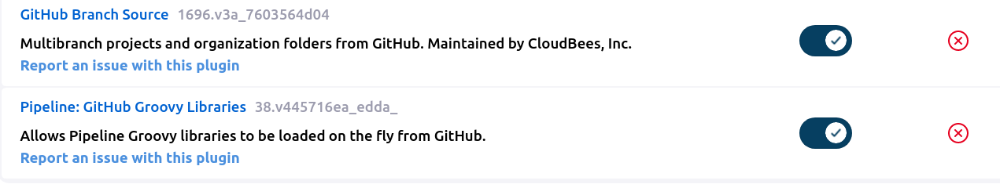 GitHub Branch Source 1696.v3a_7603564d04
Multibranch projects and organization folders from GitHub. Maintained by CloudBees, Inc.
Report an issue with this plugin
Pipeline: GitHub Groovy Libraries 38.v445716ea_edda_
Allows Pipeline Groovy libraries to be loaded on the fly from GitHub.
Report an issue with this plugin